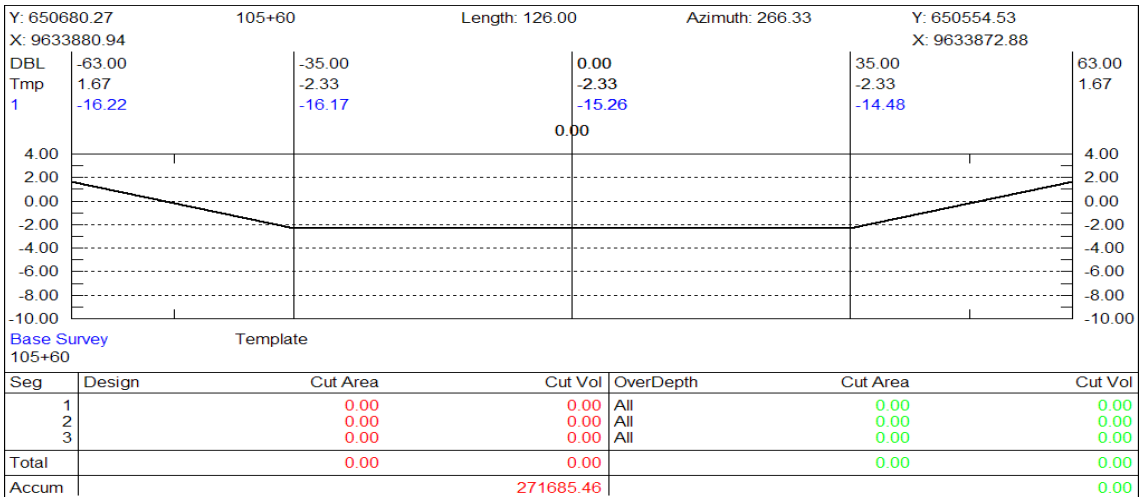 Y: 650680.27 105+60 Length: 126.00 Azimuth: 266.33 Y: 650554.53
X: 9633880.94 X: 9633872.88
DBL -63.00 -35.00 0.00 35.00 63.00
Tmp 1.67 -2.33 -2.33 -2.33 1.67
1 -16.22 -16.17 -15.26 -14.48
0.00
4.00 4.00
2.00 2.00
0.00 0.00
-2.00 -2.00
-4.00 -4.00
-6.00 -6.00
-8.00 -8.00
-10.00 -10.00
Base Survey Template
105+60
Seg Design Cut Area Cut Vol OverDepth Cut Area Cut Vol
1 0.00 0.00 All 0.00 0.00
2 0.00 0.00 All 0.00 0.00
3 0.00 0.00 All 0.00 0.00
Total 0.00 0.00 0.00 0.00
Accum 271685.46 0.00